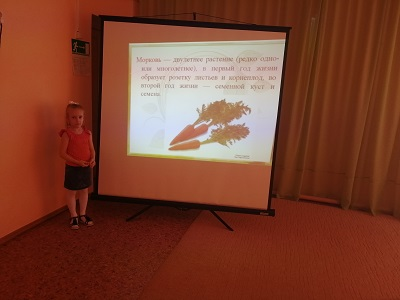 Морковь — двулетнее растение (редко одно-
или многолетнее), в первый год жизни
образует розетку листьев и корнеплод, во
второй год жизни — семенной куст и
семена.